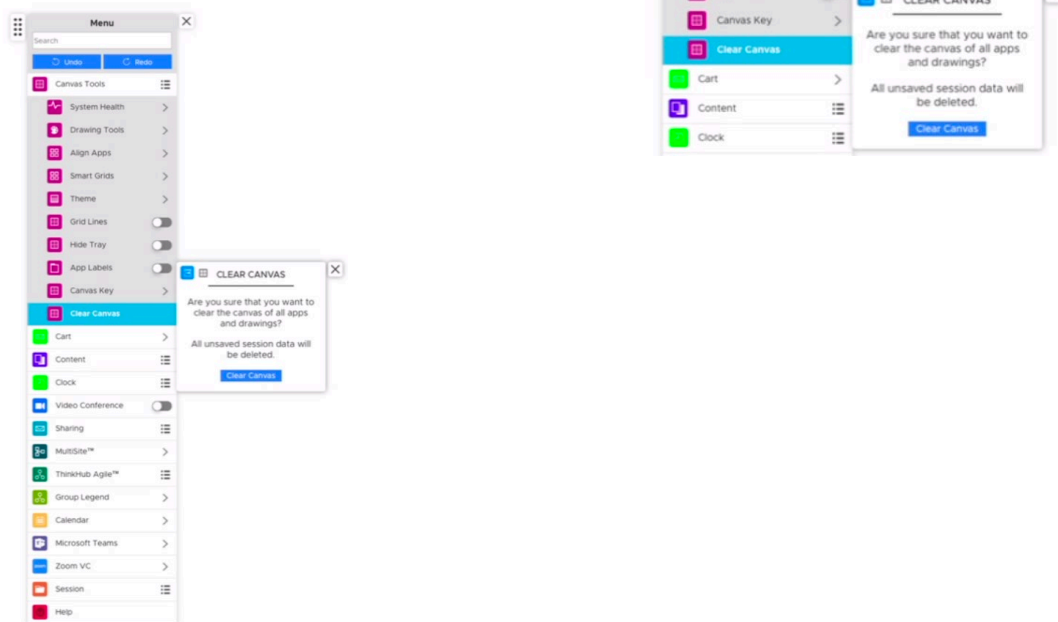 Menu
Search
Undo Redo
Canvas Tools
System Health
Drawing Tools
Align Apps
Smart Grids
Theme
Grid Lines
Hide Tray
App Labels
Canvas Key
Clear Canvas
Cart
Content
Clock
Video Conference
Sharing
MultiSite™
ThinkHub Agile™
Group Legend
Calendar
Microsoft Teams
Zoom VC
Session
Help
CLEAR CANVAS
Are you sure that you want to
clear the canvas of all apps
and drawings?
All unsaved session data will
be deleted.
Clear Canvas
Canvas Key
Clear Canvas
Cart
Content
Clock
CLEAR CANVAS
Are you sure that you want to
clear the canvas of all apps
and drawings?
All unsaved session data will
be deleted.
Clear Canvas